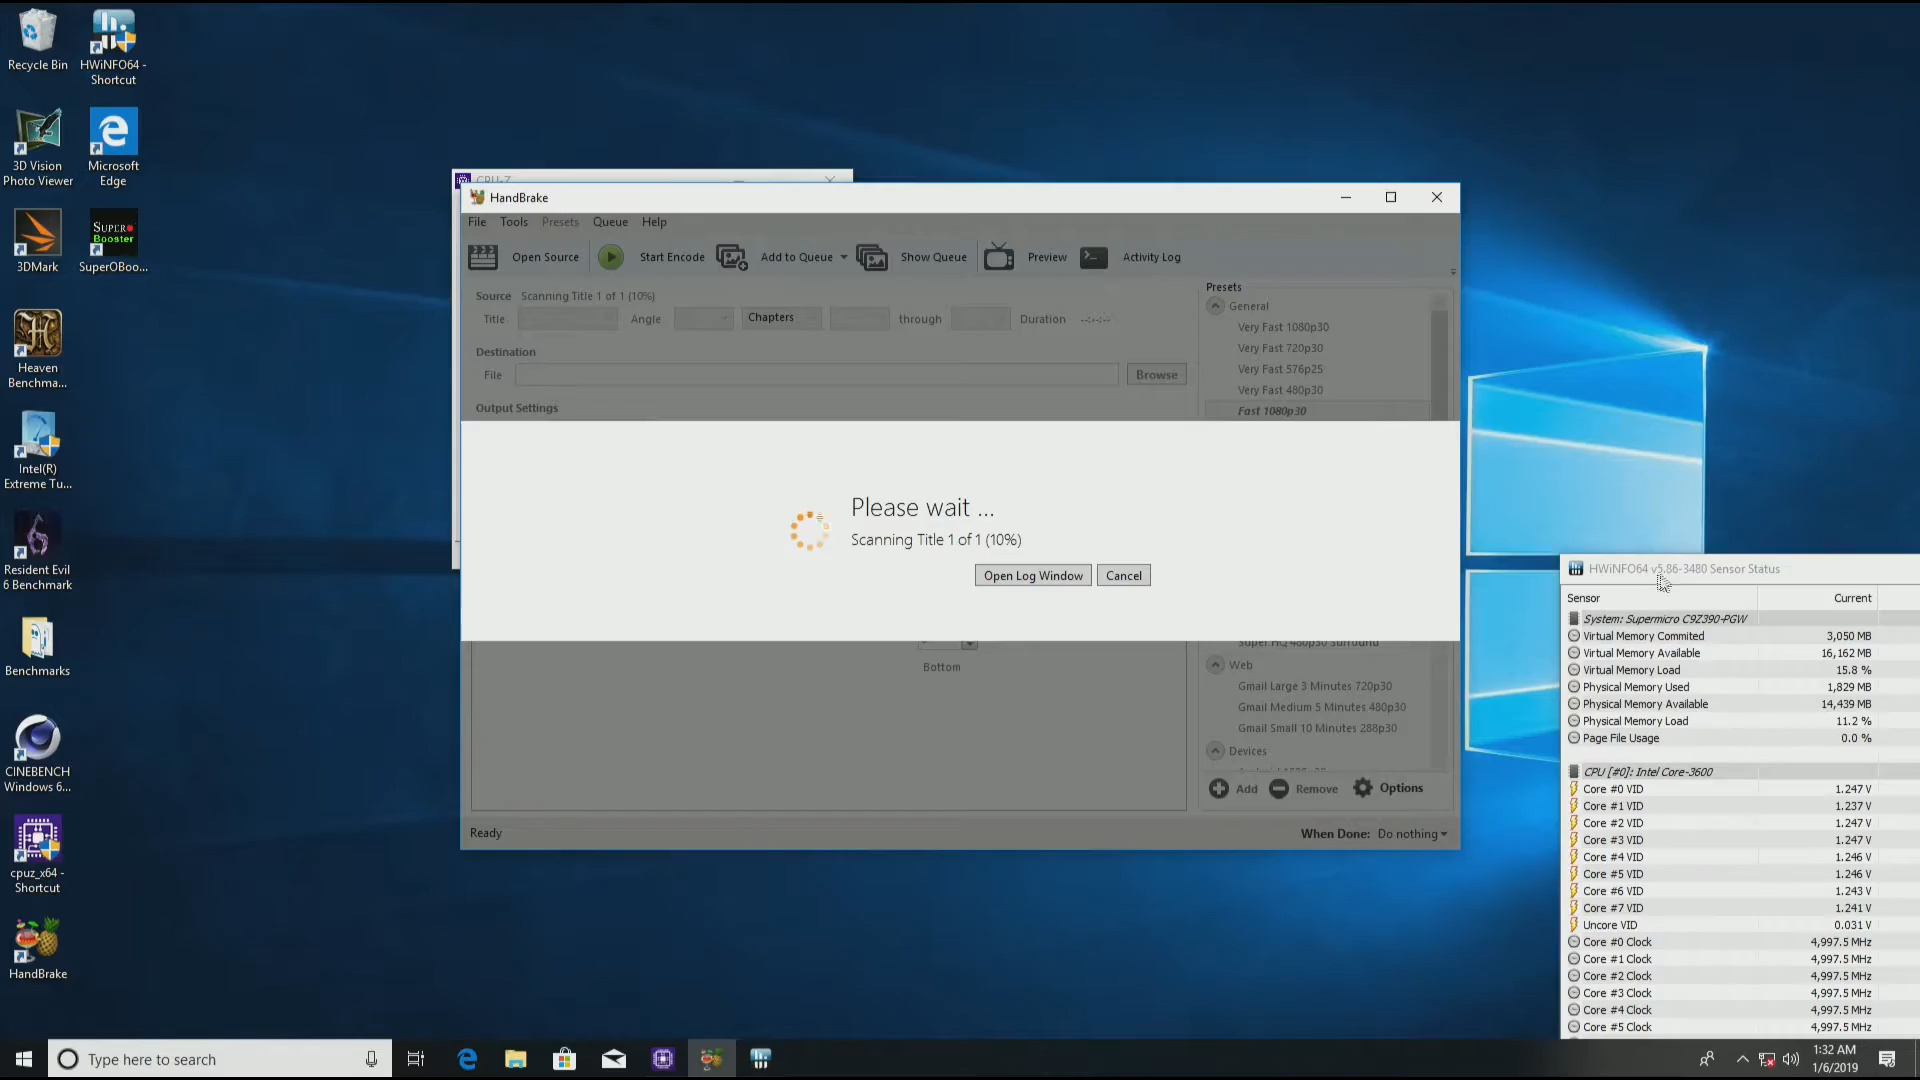 Recycle Bin
HWiNFO64 -
Shortcut
3D Vision
Photo Viewer
Microsoft
Edge
3DMark
SUPER
Booster
SuperOBoo...
Heaven
Benchma...
Intel(R)
Extreme Tu...
Resident Evil
6 Benchmark
Benchmarks
CINEBENCH
Windows 6...
cpuz_x64 -
Shortcut
HandBrake
CPU-Z
HandBrake
File Tools Presets Queue Help
Open Source Start Encode Add to Queue Show Queue Preview Activity Log
Source Scanning Title 1 of 1 (10%)
Title Angle Chapters through Duration --:--:--
Destination
File Browse
Output Settings
Presets
General
Very Fast 1080p30
Very Fast 720p30
Very Fast 576p25
Very Fast 480p30
Fast 1080p30
Please wait ...
Scanning Title 1 of 1 (10%)
Open Log Window Cancel
Bottom
Super HQ 480p30 Surround
Web
Gmail Large 3 Minutes 720p30
Gmail Medium 5 Minutes 480p30
Gmail Small 10 Minutes 288p30
Devices
Add Remove Options
Ready
When Done: Do nothing
HWiNFO64 v5.86-3480 Sensor Status
Sensor Current
System: Supermicro C9Z390-PGW
Virtual Memory Commited 3,050 MB
Virtual Memory Available 16,162 MB
Virtual Memory Load 15.8 %
Physical Memory Used 1,829 MB
Physical Memory Available 14,439 MB
Physical Memory Load 11.2 %
Page File Usage 0.0 %
CPU [#0]: Intel Core-3600
Core #0 VID 1.247 V
Core #1 VID 1.237 V
Core #2 VID 1.247 V
Core #3 VID 1.247 V
Core #4 VID 1.246 V
Core #5 VID 1.246 V
Core #6 VID 1.243 V
Core #7 VID 1.241 V
Uncore VID 0.031 V
Core #0 Clock 4,997.5 MHz
Core #1 Clock 4,997.5 MHz
Core #2 Clock 4,997.5 MHz
Core #3 Clock 4,997.5 MHz
Core #4 Clock 4,997.5 MHz
Core #5 Clock 4,997.5 MHz
Type here to search
1:32 AM
1/6/2019